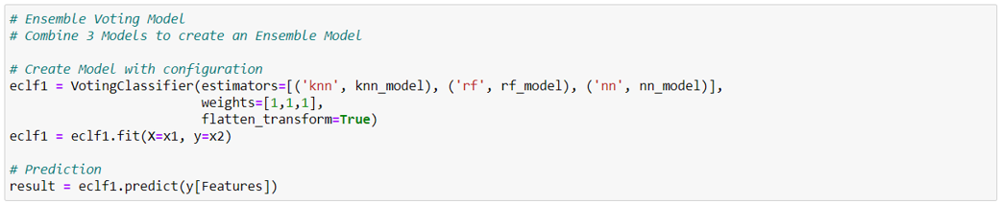 # Ensemble Voting Model
# Combine 3 Models to create an Ensemble Model

# Create Model with configuration
eclf1 = VotingClassifier(estimators=[('knn', knn_model), ('rf', rf_model), ('nn', nn_model)],
                         weights=[1,1,1],
                         flatten_transform=True)
eclf1 = eclf1.fit(X=x1, y=x2)

# Prediction
result = eclf1.predict(y[Features])